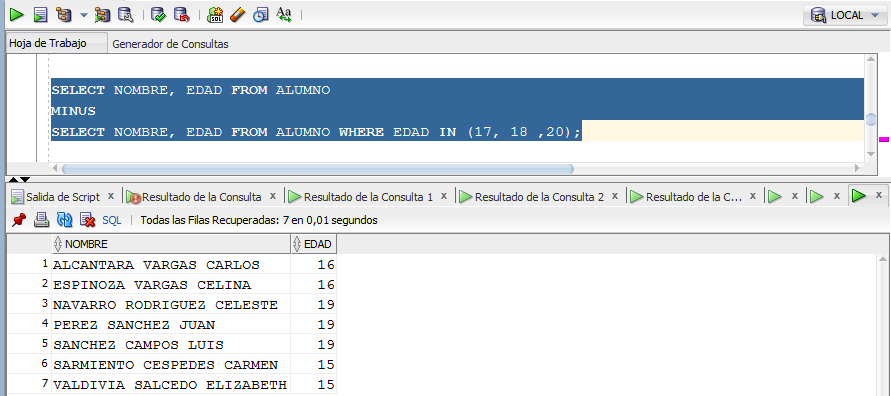 LOCAL
Hoja de Trabajo Generador de Consultas
SELECT NOMBRE, EDAD FROM ALUMNO
MINUS
SELECT NOMBRE, EDAD FROM ALUMNO WHERE EDAD IN (17, 18 ,20);
Salida de Script x Resultado de la Consulta x Resultado de la Consulta 1 x Resultado de la Consulta 2 x Resultado de la C... x x x x
SQL | Todas las Filas Recuperadas: 7 en 0,01 segundos
NOMBRE EDAD
1 ALCANTARA VARGAS CARLOS 16
2 ESPINOZA VARGAS CELINA 16
3 NAVARRO RODRIGUEZ CELESTE 19
4 PEREZ SANCHEZ JUAN 19
5 SANCHEZ CAMPOS LUIS 19
6 SARMIENTO CESPEDES CARMEN 15
7 VALDIVIA SALCEDO ELIZABETH 15